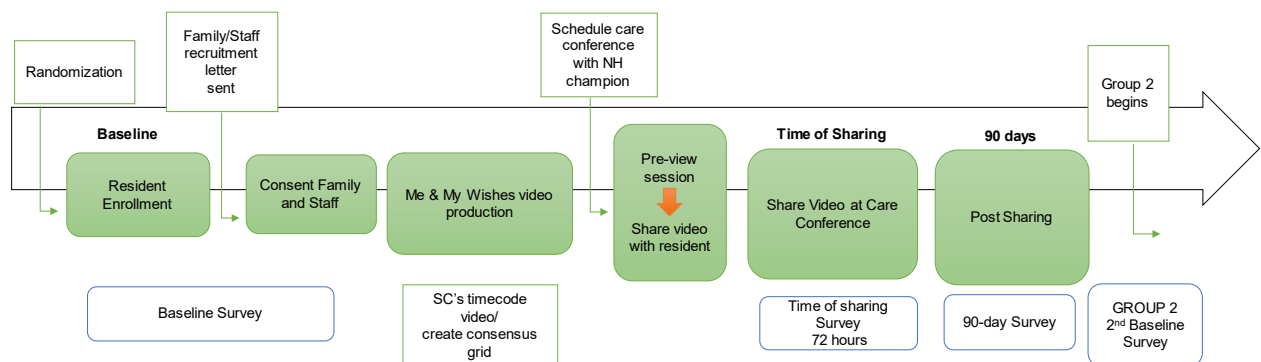 Randomization
Family/Staff
recruitment
letter
sent
Schedule care
conference
with NH
champion
Group 2
begins
Baseline
Time of Sharing
90 days
Resident
Enrollment
Consent Family
and Staff
Me & My Wishes video
production
Pre-view
session
Share video
with resident
Share Video at Care
Conference
Post Sharing
Baseline Survey
SC's timecode
video/
create consensus
grid
Time of sharing
Survey
72 hours
90-day Survey
GROUP 2
2nd Baseline
Survey